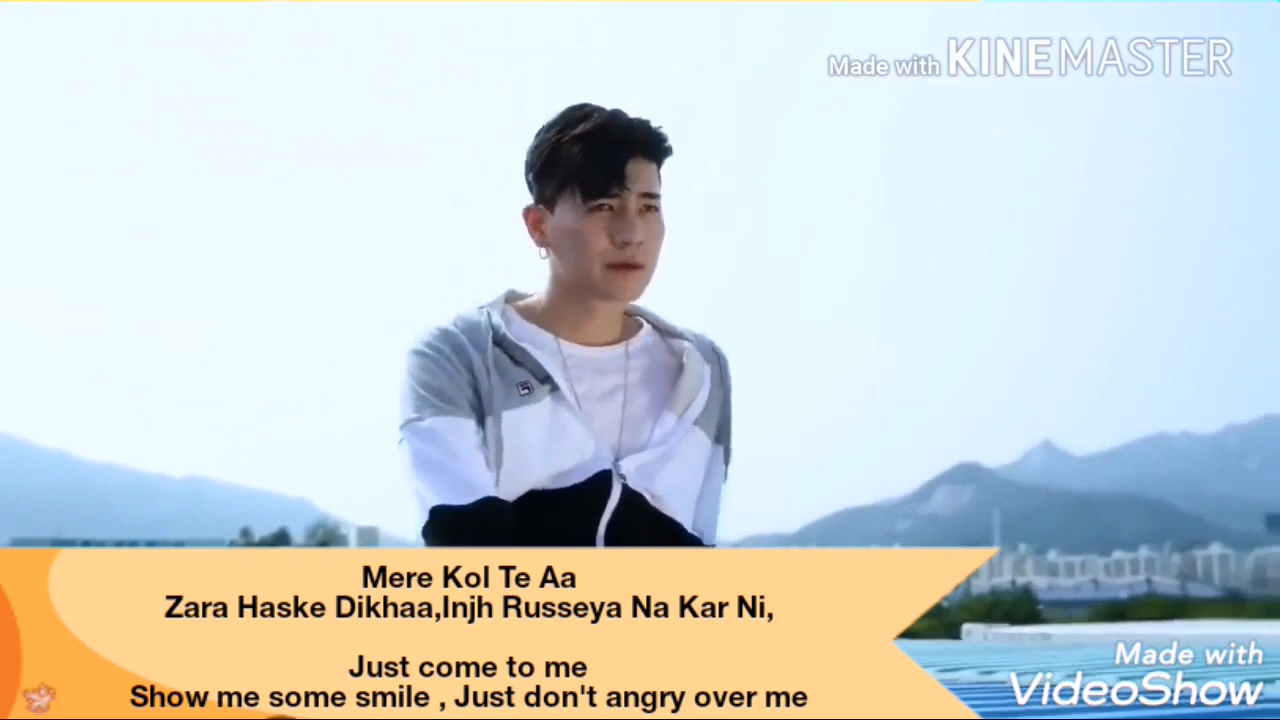 Made with KINEMASTER
Mere Kol Te Aa
Zara Haske Dikhaa,Injh Russeya Na Kar Ni,
Just come to me
Show me some smile , Just don't angry over me
Made with
VideoShow